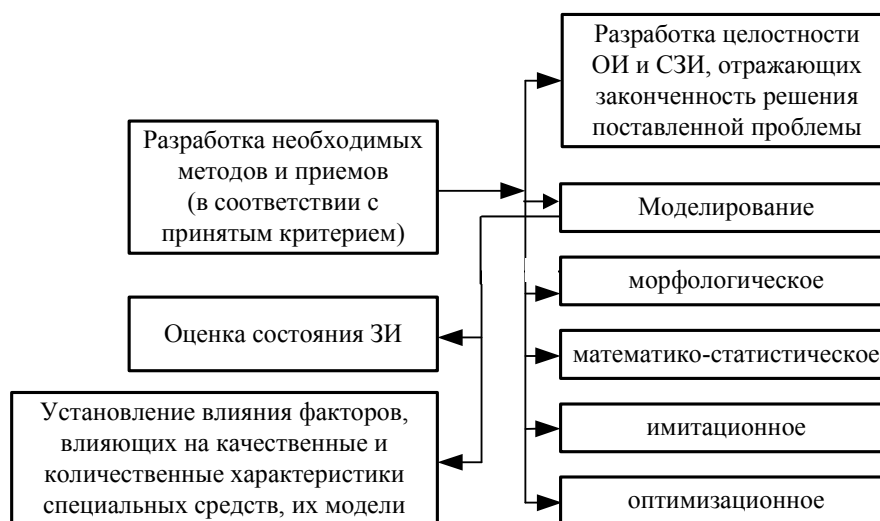 Разработка целостности
ОИ и СЗИ, отражающих
законченность решения
поставленной проблемы
Разработка необходимых
методов и приемов
(в соответствии с
принятым критерием)
Моделирование
морфологическое
Оценка состояния ЗИ
математико-статистическое
Установление влияния факторов,
влияющих на качественные и
количественные характеристики
специальных средств, их модели
имитационное
оптимизационное